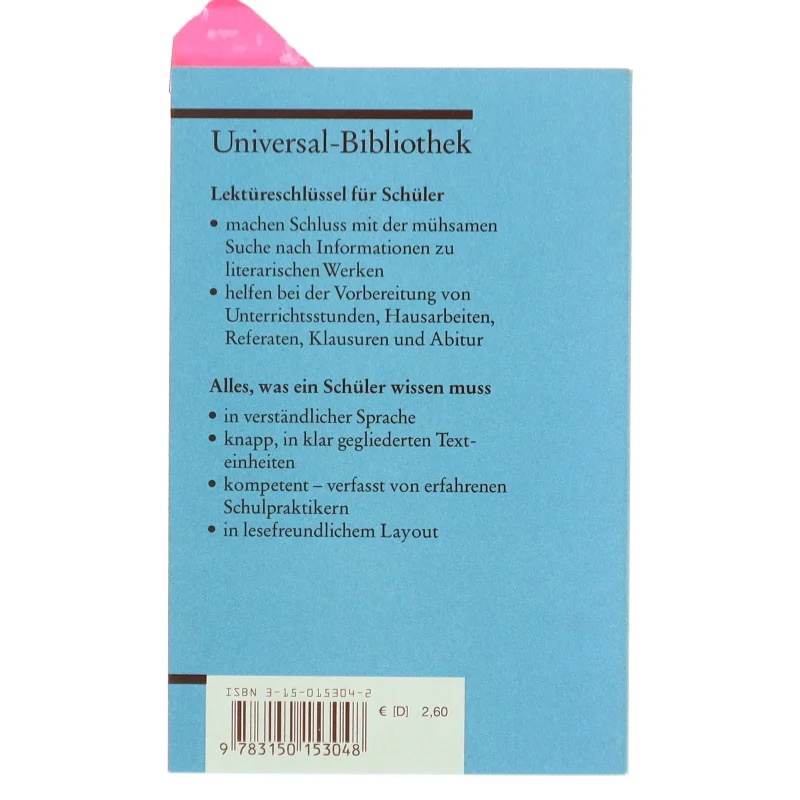 Universal-Bibliothek
Lektüreschlüssel für Schüler
• machen Schluss mit der mühsamen
Suche nach Informationen zu
literarischen Werken
• helfen bei der Vorbereitung von
Unterrichtsstunden, Hausarbeiten,
Referaten, Klausuren und Abitur
Alles, was ein Schüler wissen muss
• in verständlicher Sprache
• knapp, in klar gegliederten Text-
einheiten
• kompetent – verfasst von erfahrenen
Schulpraktikern
• in lesefreundlichem Layout
ISBN 3-15-015304-2
€ [D] 2,60
9 783150 153048